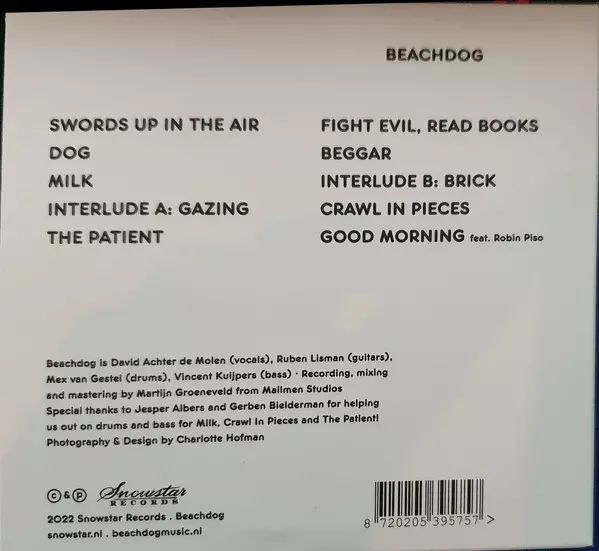 BEACHDOG
SWORDS UP IN THE AIR
DOG
MILK
INTERLUDE A: GAZING
THE PATIENT
FIGHT EVIL, READ BOOKS
BEGGAR
INTERLUDE B: BRICK
CRAWL IN PIECES
GOOD MORNING feat. Robin Piso
Beachdog is David Achter de Molen (vocals), Ruben Lisman (guitars),
Mex van Gestel (drums), Vincent Kuijpers (bass) · Recording, mixing
and mastering by Martijn Groeneveld from Mailmen Studios
Special thanks to Jesper Albers and Gerben Bielderman for helping
us out on drums and bass for Milk, Crawl In Pieces and The Patient!
Photography & Design by Charlotte Hofman
© & ℗ Snowstar
RECORDS
2022 Snowstar Records . Beachdog
snowstar.nl . beachdogmusic.nl
8 720205 395757 >